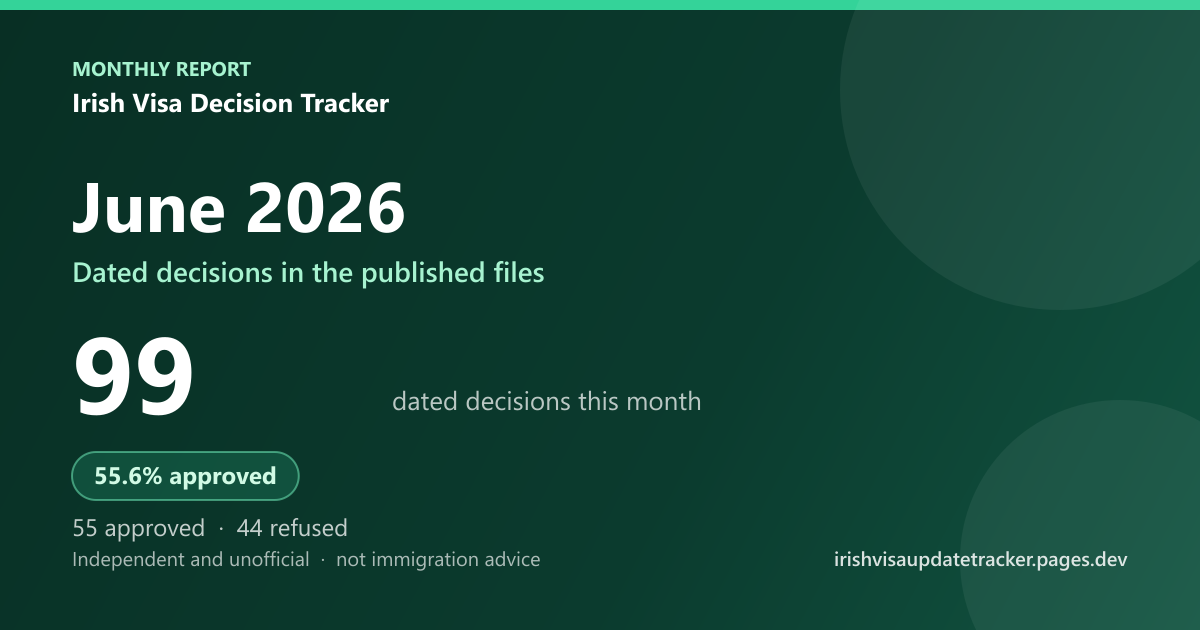 MONTHLY REPORT
Irish Visa Decision Tracker
June 2026
Dated decisions in the published files
99
dated decisions this month
55.6% approved
55 approved · 44 refused
Independent and unofficial · not immigration advice
irishvisaupdatetracker.pages.dev